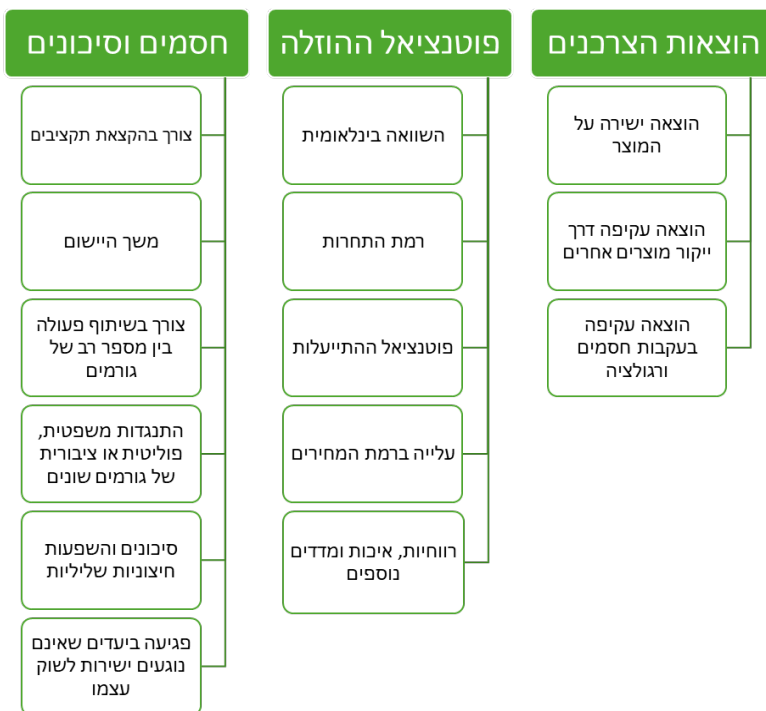 הוצאות הצרכנים
הוצאה ישירה על
המוצר
הוצאה עקיפה דרך
ייקור מוצרים אחרים
הוצאה עקיפה
בעקבות חסמים
ורגולציה
פוטנציאל ההוזלה
השוואה בינלאומית
רמת התחרות
פוטנציאל ההתייעלות
עלייה ברמת המחירים
רווחיות, איכות ומדדים
נוספים
חסמים וסיכונים
צורך בהקצאת תקציבים
משך היישום
צורך בשיתוף פעולה
בין מספר רב של
גורמים
התנגדות משפטית,
פוליטית או ציבורית
של גורמים שונים
סיכונים והשפעות
חיצוניות שליליות
פגיעה ביעדים שאינם
נוגעים ישירות לשוק
עצמו